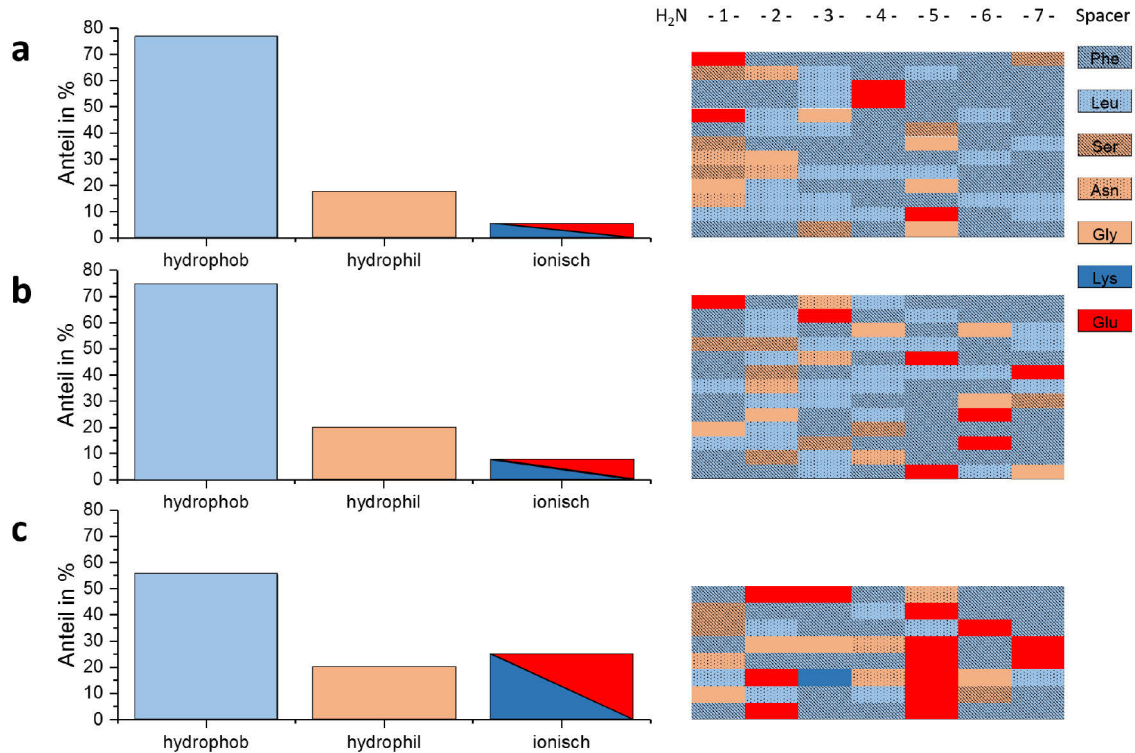 H2N - 1 - - 2 - - 3 - - 4 - - 5 - - 6 - - 7 - Spacer
a
Anteil in %
80
70
60
50
40
30
20
10
0
hydrophob hydrophil ionisch
Phe
Leu
Ser
Asn
Gly
Lys
Glu
b
Anteil in %
80
70
60
50
40
30
20
10
0
hydrophob hydrophil ionisch
c
Anteil in %
80
70
60
50
40
30
20
10
0
hydrophob hydrophil ionisch